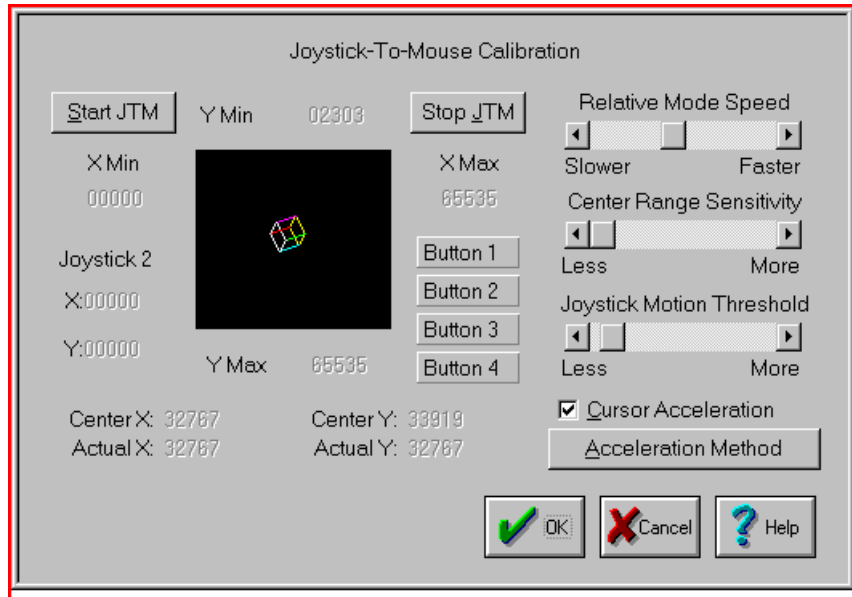 Joystick-To-Mouse Calibration
Start JTM
Y Min 02303
Stop JTM
X Min
00000
X Max
65535
Joystick 2
X:00000
Y:00000
Button 1
Button 2
Button 3
Button 4
Y Max 65535
Center X: 32767
Center Y: 33919
Actual X: 32767
Actual Y: 32767
Relative Mode Speed
Slower Faster
Center Range Sensitivity
Less More
Joystick Motion Threshold
Less More
Cursor Acceleration
Acceleration Method
OK
Cancel
Help